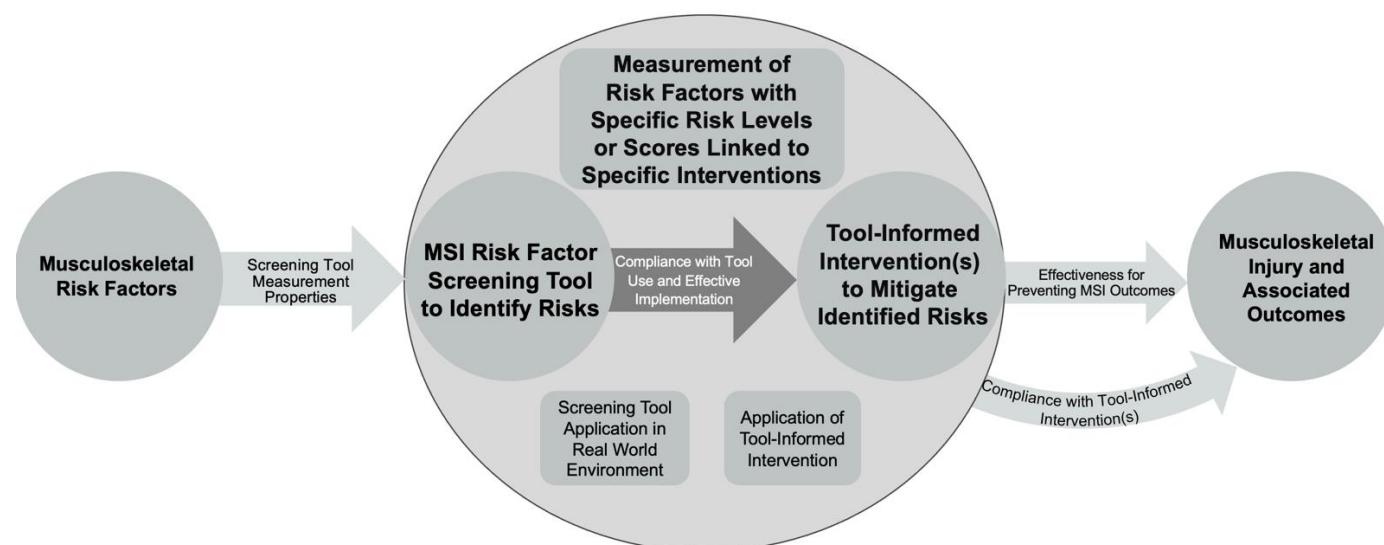 Measurement of
Risk Factors with
Specific Risk Levels
or Scores Linked to
Specific Interventions
Musculoskeletal
Risk Factors
Screening Tool
Measurement
Properties
MSI Risk Factor
Screening Tool
to Identify Risks
Compliance with Tool
Use and Effective
Implementation
Tool-Informed
Intervention(s)
to Mitigate
Identified Risks
Effectiveness for
Preventing MSI Outcomes
Musculoskeletal
Injury and
Associated
Outcomes
Compliance with Tool-Informed
Intervention(s)
Screening Tool
Application in
Real World
Environment
Application of
Tool-Informed
Intervention